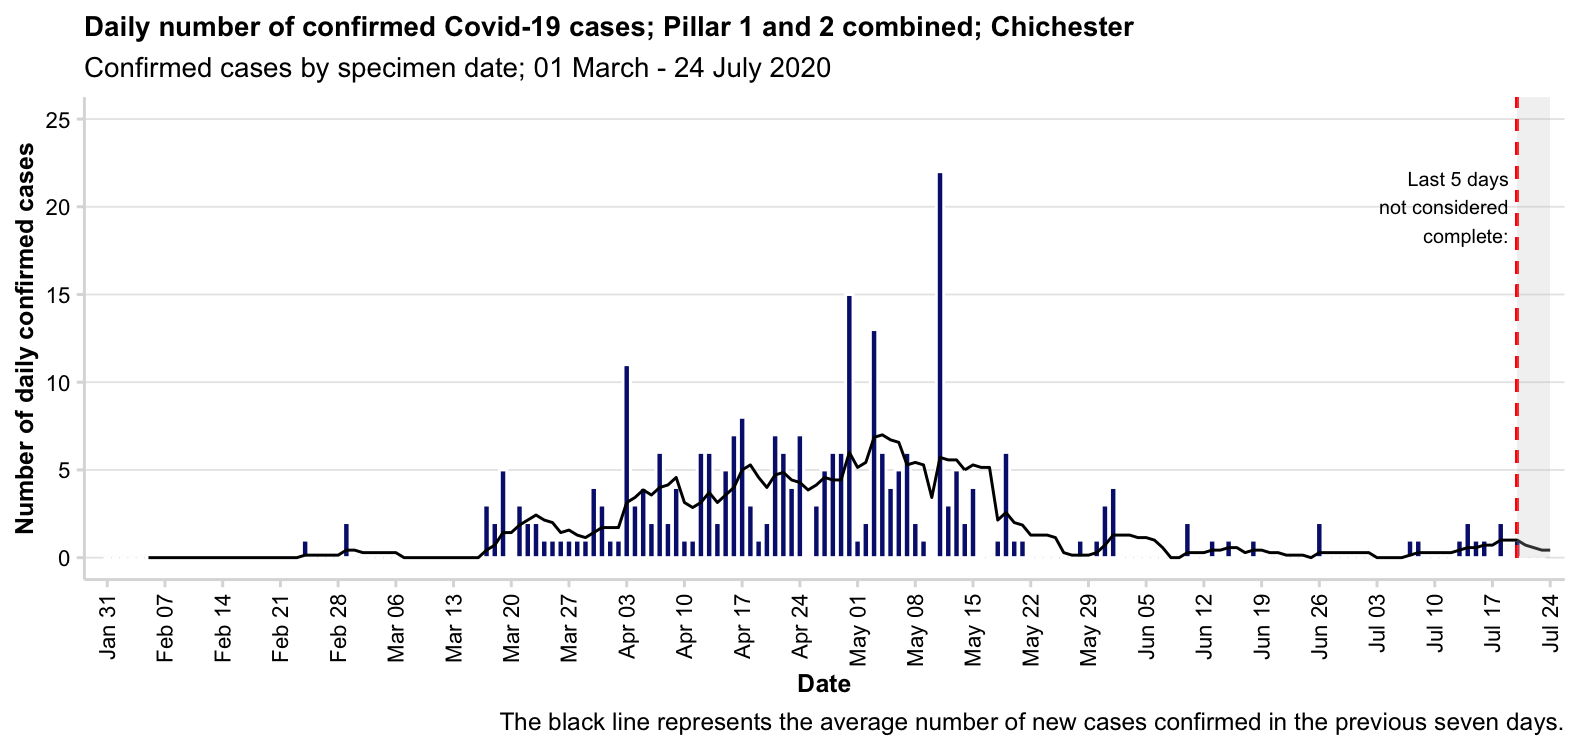 Daily number of confirmed Covid-19 cases; Pillar 1 and 2 combined; Chichester
Confirmed cases by specimen date; 01 March - 24 July 2020
Number of daily confirmed cases
25
20
15
10
5
0
Last 5 days
not considered
complete:
Jan 31
Feb 07
Feb 14
Feb 21
Feb 28
Mar 06
Mar 13
Mar 20
Mar 27
Apr 03
Apr 10
Apr 17
Apr 24
May 01
May 08
May 15
May 22
May 29
Jun 05
Jun 12
Jun 19
Jun 26
Jul 03
Jul 10
Jul 17
Jul 24
Date
The black line represents the average number of new cases confirmed in the previous seven days.